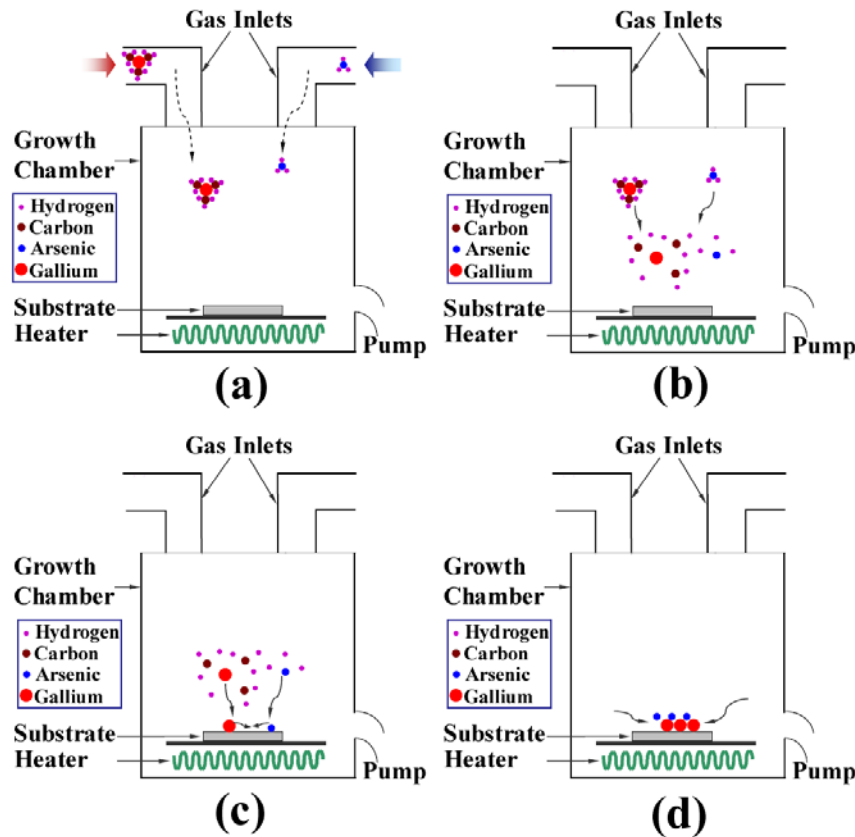 Gas Inlets
Growth
Chamber
Hydrogen
Carbon
Arsenic
Gallium
Substrate
Heater
Pump
(a)
Gas Inlets
Growth
Chamber
Hydrogen
Carbon
Arsenic
Gallium
Substrate
Heater
Pump
(b)
Gas Inlets
Growth
Chamber
Hydrogen
Carbon
Arsenic
Gallium
Substrate
Heater
Pump
(c)
Gas Inlets
Growth
Chamber
Hydrogen
Carbon
Arsenic
Gallium
Substrate
Heater
Pump
(d)